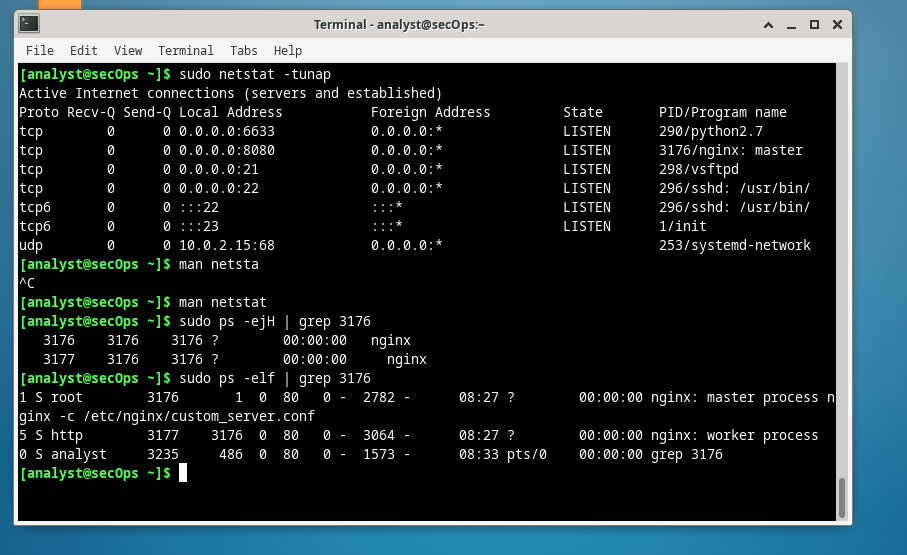 Terminal - analyst@secOps:~
File Edit View Terminal Tabs Help
[analyst@secOps ~]$ sudo netstat -tunap
Active Internet connections (servers and established)
Proto Recv-Q Send-Q Local Address           Foreign Address         State       PID/Program name
tcp        0      0 0.0.0.0:6633            0.0.0.0:*               LISTEN      290/python2.7
tcp        0      0 0.0.0.0:8080            0.0.0.0:*               LISTEN      3176/nginx: master
tcp        0      0 0.0.0.0:21              0.0.0.0:*               LISTEN      298/vsftpd
tcp        0      0 0.0.0.0:22              0.0.0.0:*               LISTEN      296/sshd: /usr/bin/
tcp6       0      0 :::22                   :::*                    LISTEN      296/sshd: /usr/bin/
tcp6       0      0 :::23                   :::*                    LISTEN      1/init
udp        0      0 10.0.2.15:68            0.0.0.0:*                           253/systemd-network
[analyst@secOps ~]$ man netsta
^C
[analyst@secOps ~]$ man netstat
[analyst@secOps ~]$ sudo ps -ejH | grep 3176
   3176    3176    3176 ?        00:00:00   nginx
   3177    3176    3176 ?        00:00:00     nginx
[analyst@secOps ~]$ sudo ps -elf | grep 3176
1 S root        3176       1  0  80   0 -  2782 -      08:27 ?        00:00:00 nginx: master process n
ginx -c /etc/nginx/custom_server.conf
5 S http        3177    3176  0  80   0 -  3064 -      08:27 ?        00:00:00 nginx: worker process
0 S analyst     3235     486  0  80   0 -  1573 -      08:33 pts/0    00:00:00 grep 3176
[analyst@secOps ~]$